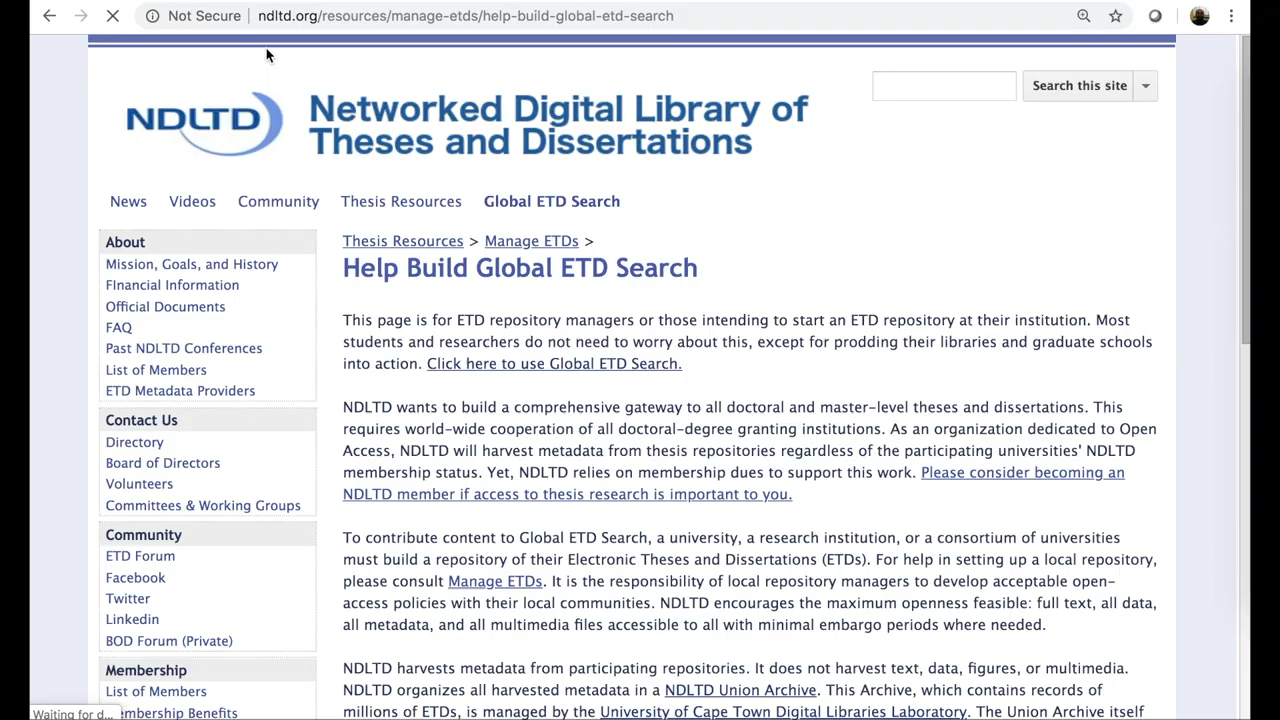 Not Secure | ndltd.org/resources/manage-etds/help-build-global-etd-search
NDLTD
Networked Digital Library of
Theses and Dissertations
Search this site
News Videos Community Thesis Resources Global ETD Search
About
Mission, Goals, and History
FInancial Information
Official Documents
FAQ
Past NDLTD Conferences
List of Members
ETD Metadata Providers
Contact Us
Directory
Board of Directors
Volunteers
Committees & Working Groups
Community
ETD Forum
Facebook
Twitter
Linkedin
BOD Forum (Private)
Membership
List of Members
embership Benefits
Thesis Resources > Manage ETDs >
Help Build Global ETD Search
This page is for ETD repository managers or those intending to start an ETD repository at their institution. Most
students and researchers do not need to worry about this, except for prodding their libraries and graduate schools
into action. Click here to use Global ETD Search.
NDLTD wants to build a comprehensive gateway to all doctoral and master-level theses and dissertations. This
requires world-wide cooperation of all doctoral-degree granting institutions. As an organization dedicated to Open
Access, NDLTD will harvest metadata from thesis repositories regardless of the participating universities' NDLTD
membership status. Yet, NDLTD relies on membership dues to support this work. Please consider becoming an
NDLTD member if access to thesis research is important to you.
To contribute content to Global ETD Search, a university, a research institution, or a consortium of universities
must build a repository of their Electronic Theses and Dissertations (ETDs). For help in setting up a local repository,
please consult Manage ETDs. It is the responsibility of local repository managers to develop acceptable open-
access policies with their local communities. NDLTD encourages the maximum openness feasible: full text, all data,
all metadata, and all multimedia files accessible to all with minimal embargo periods where needed.
NDLTD harvests metadata from participating repositories. It does not harvest text, data, figures, or multimedia.
NDLTD organizes all harvested metadata in a NDLTD Union Archive. This Archive, which contains records of
millions of ETDs, is managed by the University of Cape Town Digital Libraries Laboratory. The Union Archive itself
Waiting for d...